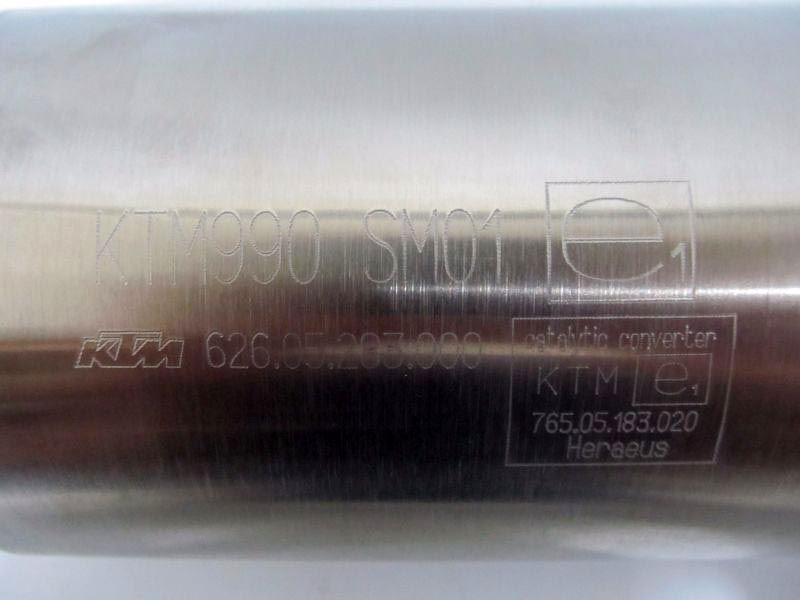 KTM990 SM01
e1
KTM 626.05.283.000
catalytic converter
KTM e1
765.05.183.020
Heraeus